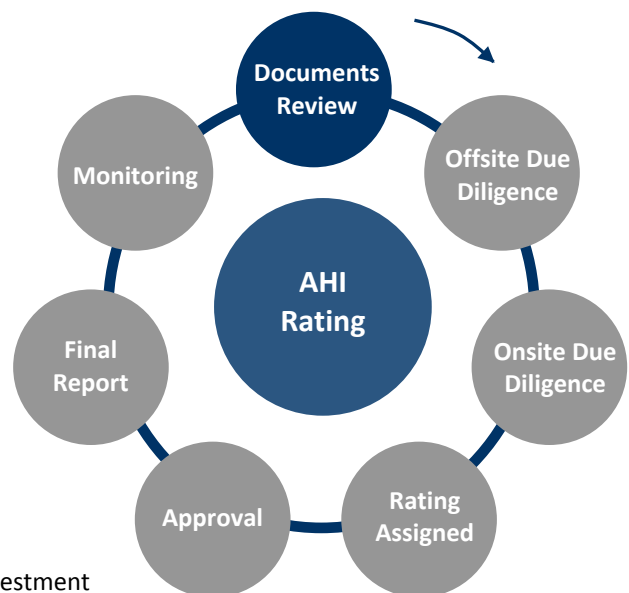 Documents
Review
Offsite Due
Diligence
Onsite Due
Diligence
Rating
Assigned
Approval
Final
Report
Monitoring
AHI
Rating
estment